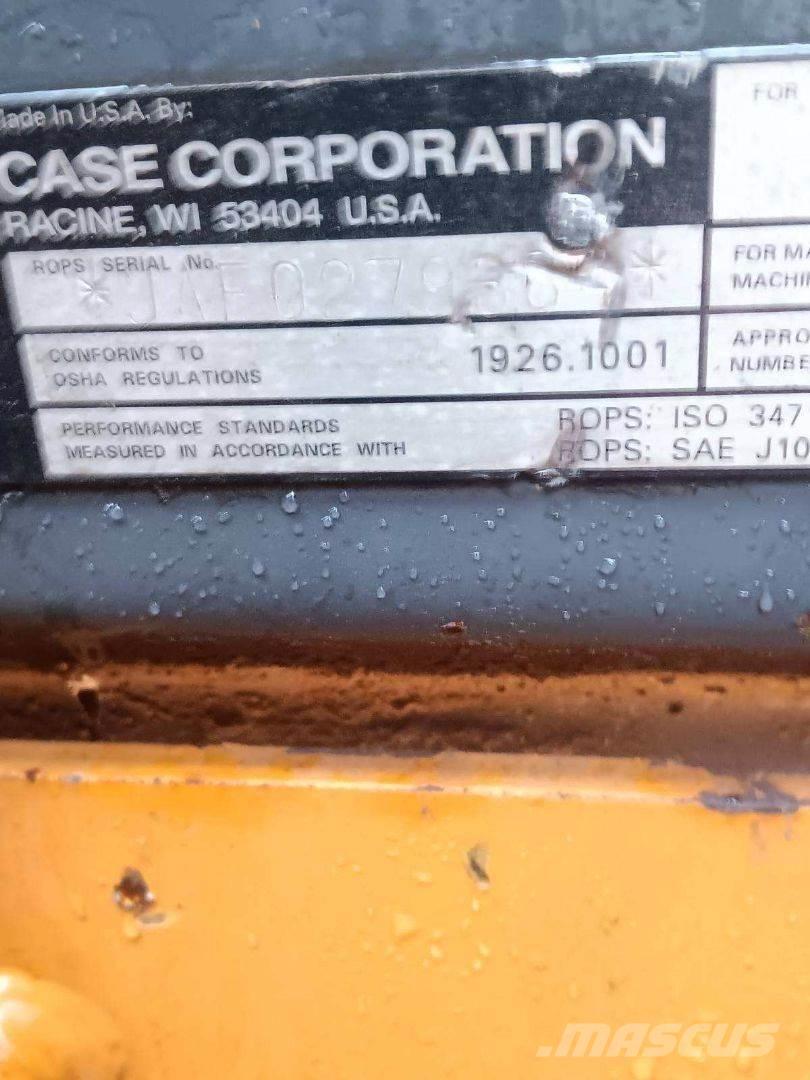 Made In U.S.A. By:
CASE CORPORATION
RACINE, WI 53404 U.S.A.
ROPS SERIAL No.
CONFORMS TO
OSHA REGULATIONS
1926.1001
PERFORMANCE STANDARDS
MEASURED IN ACCORDANCE WITH
ROPS: ISO 347
ROPS: SAE J10
FOR
FOR MA
MACHI
APPRO
NUMBE
MASCUS